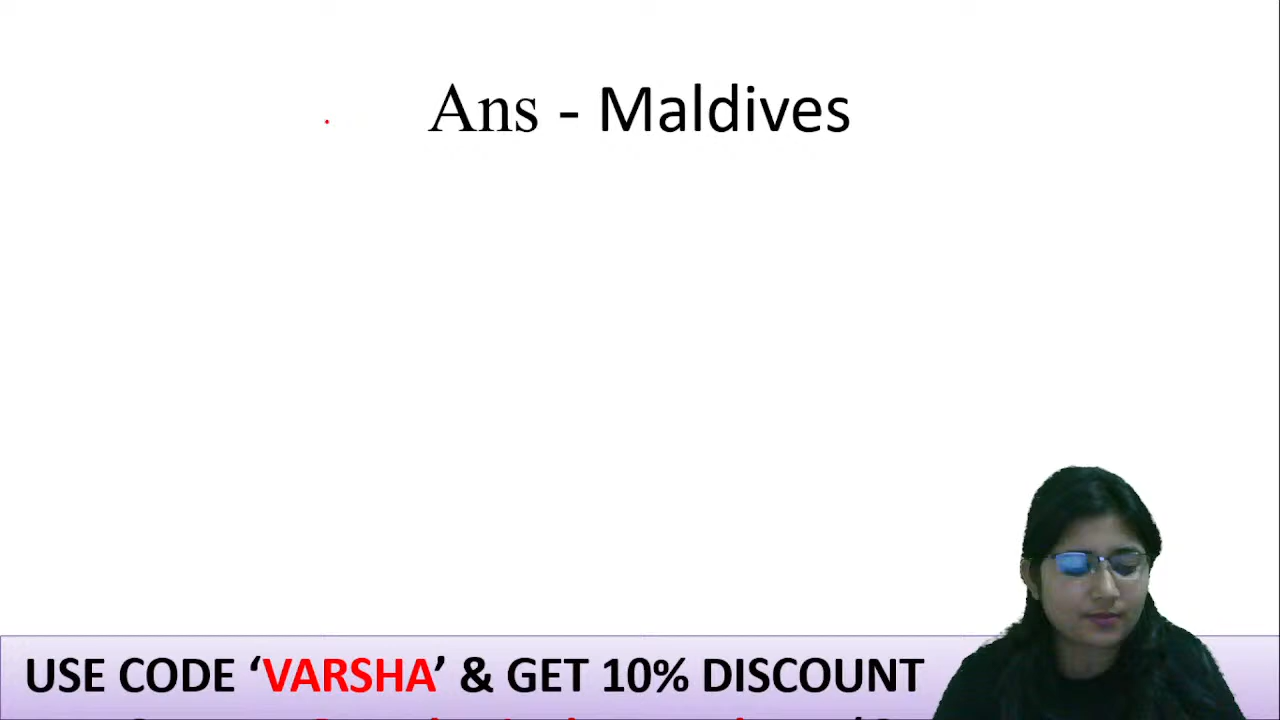 Ans - Maldives
USE CODE ‘VARSHA’ & GET 10% DISCOUNT